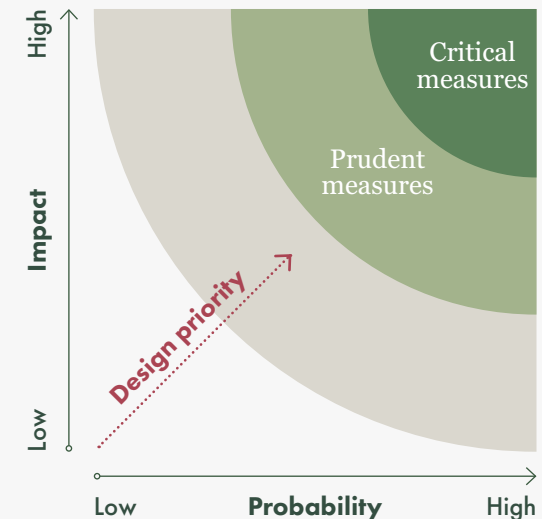 High
Critical
measures
Prudent
measures
Impact
Design priority
Low
Low
Probability
High